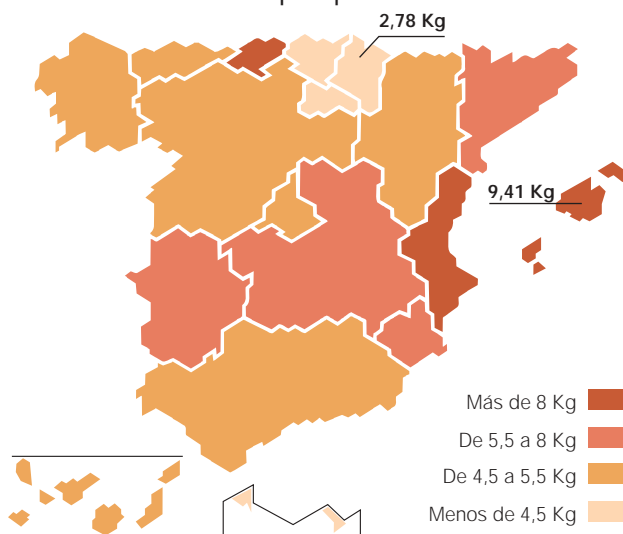 2,78 Kg
9,41 Kg
Más de 8 Kg
De 5,5 a 8 Kg
De 4,5 a 5,5 Kg
Menos de 4,5 Kg